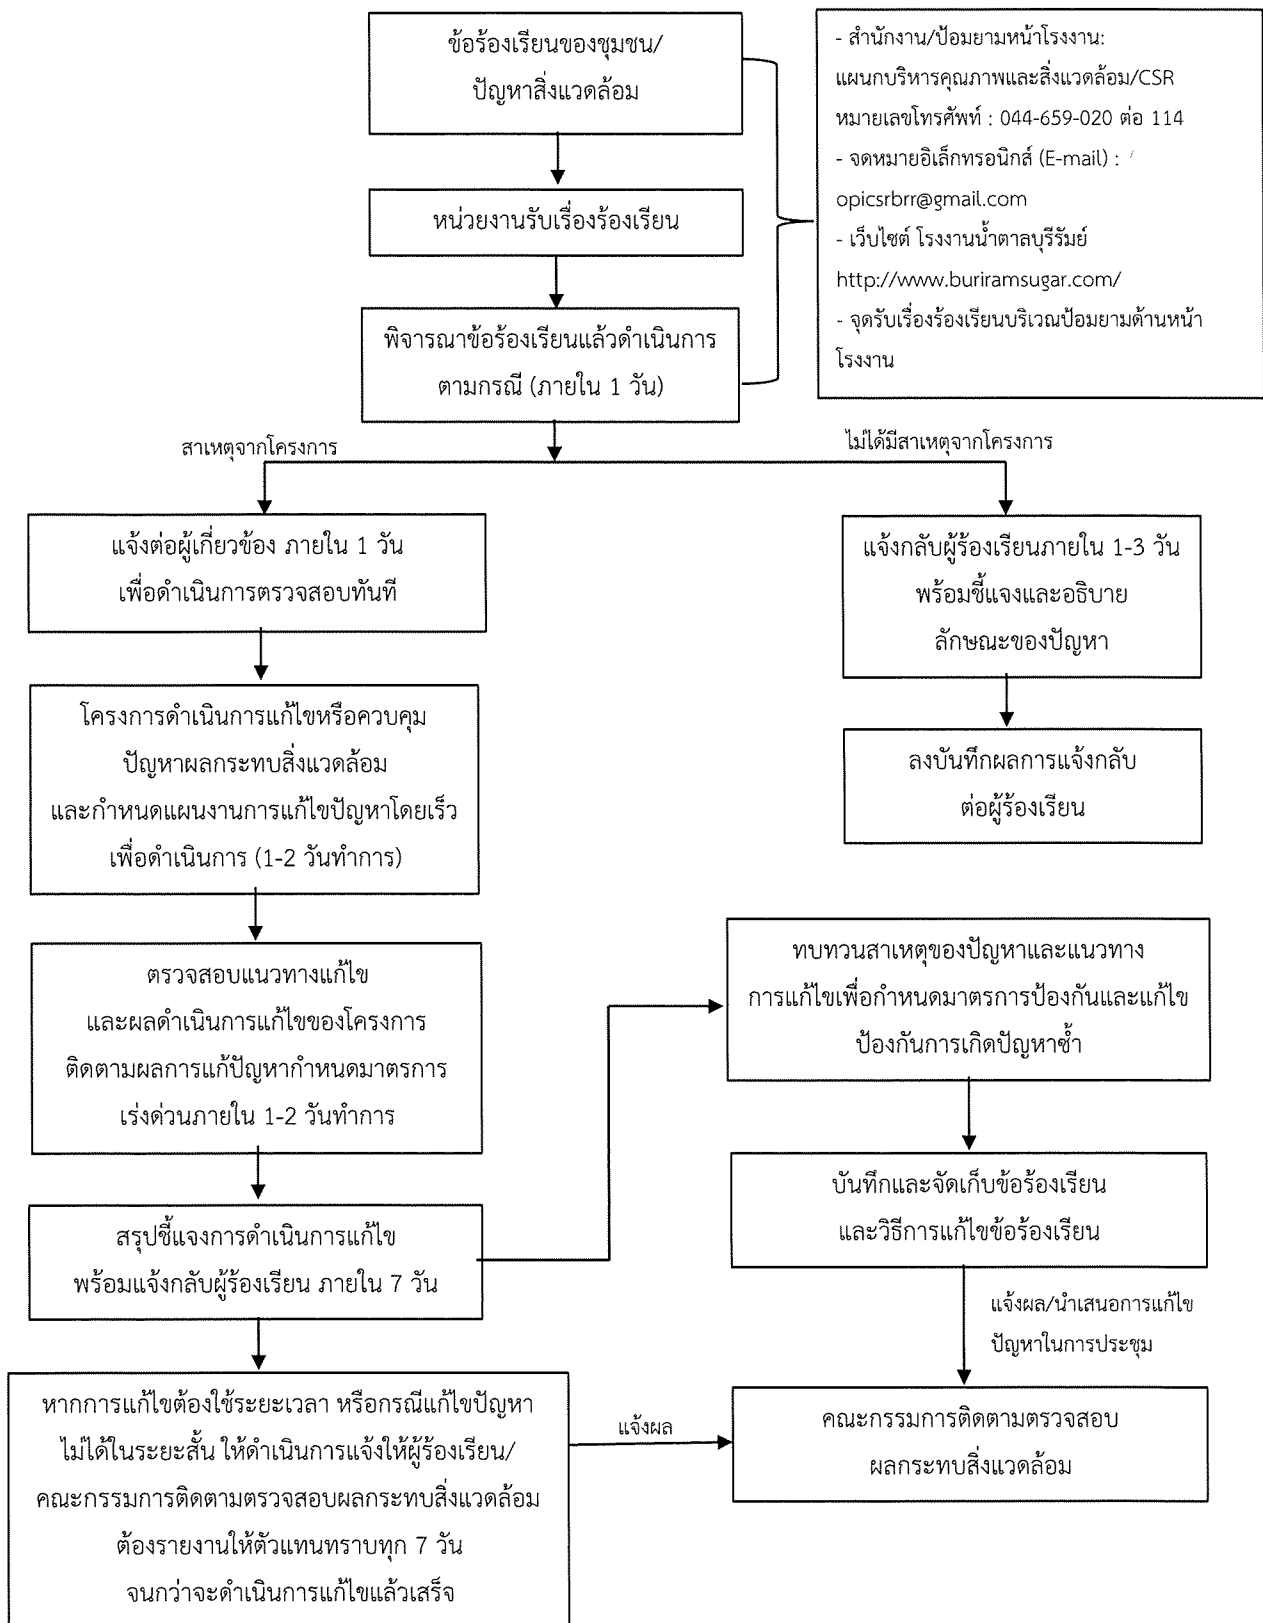 ข้อร้องเรียนของชุมชน/
ปัญหาสิ่งแวดล้อม
- สำนักงาน/ป้อมยามหน้าโรงงาน:
แผนกบริหารคุณภาพและสิ่งแวดล้อม/CSR
หมายเลขโทรศัพท์ : 044-659-020 ต่อ 114
- จดหมายอิเล็กทรอนิกส์ (E-mail) :
opicsrbrr@gmail.com
- เว็บไซต์ โรงงานน้ำตาลบุรีรัมย์
http://www.buriramsugar.com/
- จุดรับเรื่องร้องเรียนบริเวณป้อมยามด้านหน้า
โรงงาน
หน่วยงานรับเรื่องร้องเรียน
พิจารณาข้อร้องเรียนแล้วดำเนินการ
ตามกรณี (ภายใน 1 วัน)
สาเหตุจากโครงการ
ไม่ได้มีสาเหตุจากโครงการ
แจ้งต่อผู้เกี่ยวข้อง ภายใน 1 วัน
เพื่อดำเนินการตรวจสอบทันที
แจ้งกลับผู้ร้องเรียนภายใน 1-3 วัน
พร้อมชี้แจงและอธิบาย
ลักษณะของปัญหา
โครงการดำเนินการแก้ไขหรือควบคุม
ปัญหาผลกระทบสิ่งแวดล้อม
และกำหนดแผนงานการแก้ไขปัญหาโดยเร็ว
เพื่อดำเนินการ (1-2 วันทำการ)
ลงบันทึกผลการแจ้งกลับ
ต่อผู้ร้องเรียน
ตรวจสอบแนวทางแก้ไข
และผลดำเนินการแก้ไขของโครงการ
ติดตามผลการแก้ปัญหากำหนดมาตรการ
เร่งด่วนภายใน 1-2 วันทำการ
ทบทวนสาเหตุของปัญหาและแนวทาง
การแก้ไขเพื่อกำหนดมาตรการป้องกันและแก้ไข
ป้องกันการเกิดปัญหาซ้ำ
สรุปชี้แจงการดำเนินการแก้ไข
พร้อมแจ้งกลับผู้ร้องเรียน ภายใน 7 วัน
บันทึกและจัดเก็บข้อร้องเรียน
และวิธีการแก้ไขข้อร้องเรียน
แจ้งผล/นำเสนอการแก้ไข
ปัญหาในการประชุม
หากการแก้ไขต้องใช้ระยะเวลา หรือกรณีแก้ไขปัญหา
ไม่ได้ในระยะสั้น ให้ดำเนินการแจ้งให้ผู้ร้องเรียน/
คณะกรรมการติดตามตรวจสอบผลกระทบสิ่งแวดล้อม
ต้องรายงานให้ตัวแทนทราบทุก 7 วัน
จนกว่าจะดำเนินการแก้ไขแล้วเสร็จ
แจ้งผล
คณะกรรมการติดตามตรวจสอบ
ผลกระทบสิ่งแวดล้อม